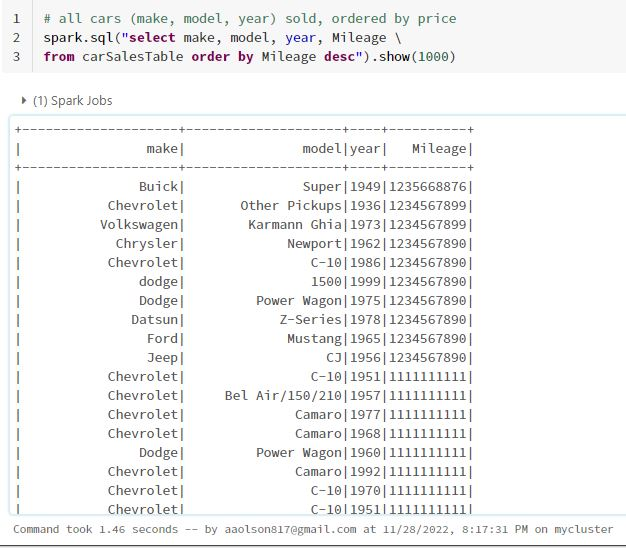 1 # all cars (make, model, year) sold, ordered by price
2 spark.sql("select make, model, year, Mileage \
3 from carSalesTable order by Mileage desc").show(1000)
(1) Spark Jobs
+--------------------+--------------------+----+----------+
|                make|               model|year|   Mileage|
+--------------------+--------------------+----+----------+
|               Buick|               Super|1949|1235668876|
|           Chevrolet|       Other Pickups|1936|1234567899|
|          Volkswagen|        Karmann Ghia|1973|1234567899|
|            Chrysler|             Newport|1962|1234567890|
|           Chevrolet|                C-10|1986|1234567890|
|               dodge|                1500|1999|1234567890|
|               Dodge|         Power Wagon|1975|1234567890|
|              Datsun|            Z-Series|1978|1234567890|
|                Ford|             Mustang|1965|1234567890|
|                Jeep|                  CJ|1956|1234567890|
|           Chevrolet|                C-10|1951|1111111111|
|           Chevrolet|     Bel Air/150/210|1957|1111111111|
|           Chevrolet|              Camaro|1977|1111111111|
|           Chevrolet|              Camaro|1968|1111111111|
|               Dodge|         Power Wagon|1960|1111111111|
|           Chevrolet|              Camaro|1992|1111111111|
|           Chevrolet|                C-10|1970|1111111111|
|           Chevrolet|                C-10|1951|1111111111|
Command took 1.46 seconds -- by aaolson817@gmail.com at 11/28/2022, 8:17:31 PM on mycluster